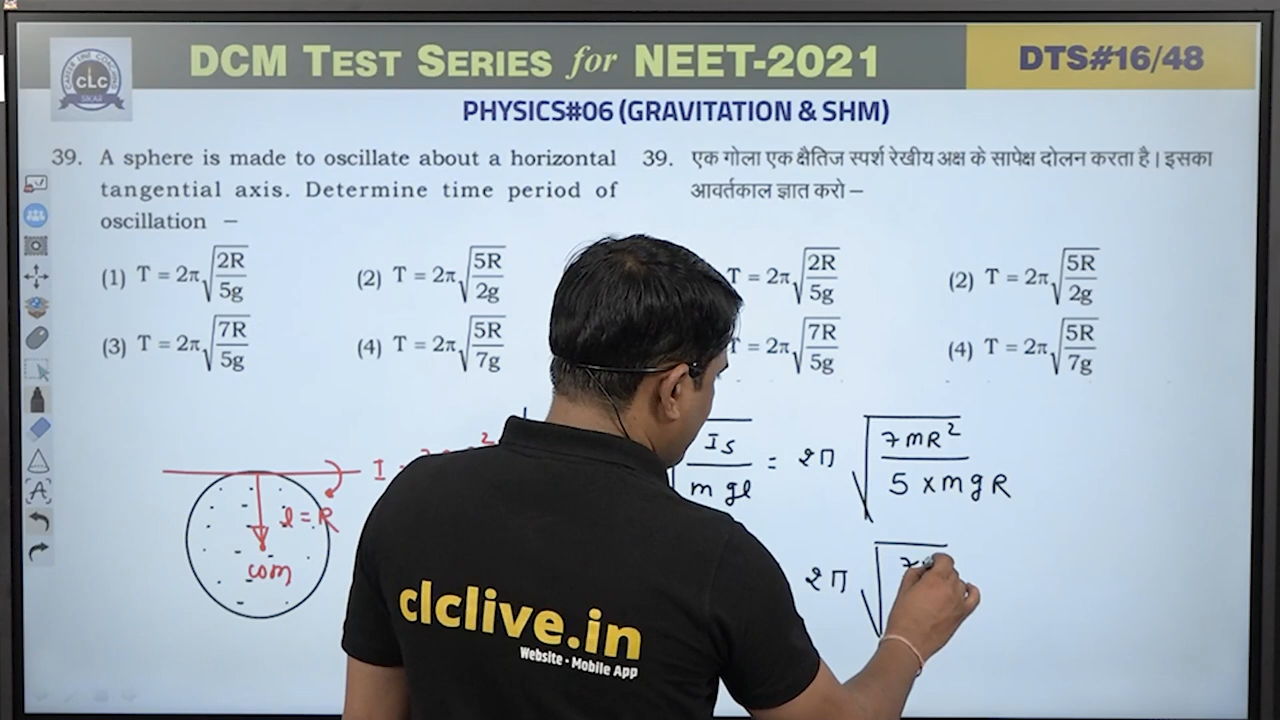 DCM TEST SERIES for NEET-2021
DTS#16/48
CLC
SIKAR
PHYSICS#06 (GRAVITATION & SHM)
39. A sphere is made to oscillate about a horizontal
tangential axis. Determine time period of
oscillation –
(1) T = 2π√(2R/5g)
(2) T = 2π√(5R/2g)
(3) T = 2π√(7R/5g)
(4) T = 2π√(5R/7g)
39. एक गोला एक क्षैतिज स्पर्श रेखीय अक्ष के सापेक्ष दोलन करता है। इसका
आवर्तकाल ज्ञात करो –
T = 2π√(2R/5g)
(2) T = 2π√(5R/2g)
T = 2π√(7R/5g)
(4) T = 2π√(5R/7g)
I
l = R
com
√(Is/mgl) = 2π√(7mR²/5×mgR)
2π√7
clclive.in
Website · Mobile App